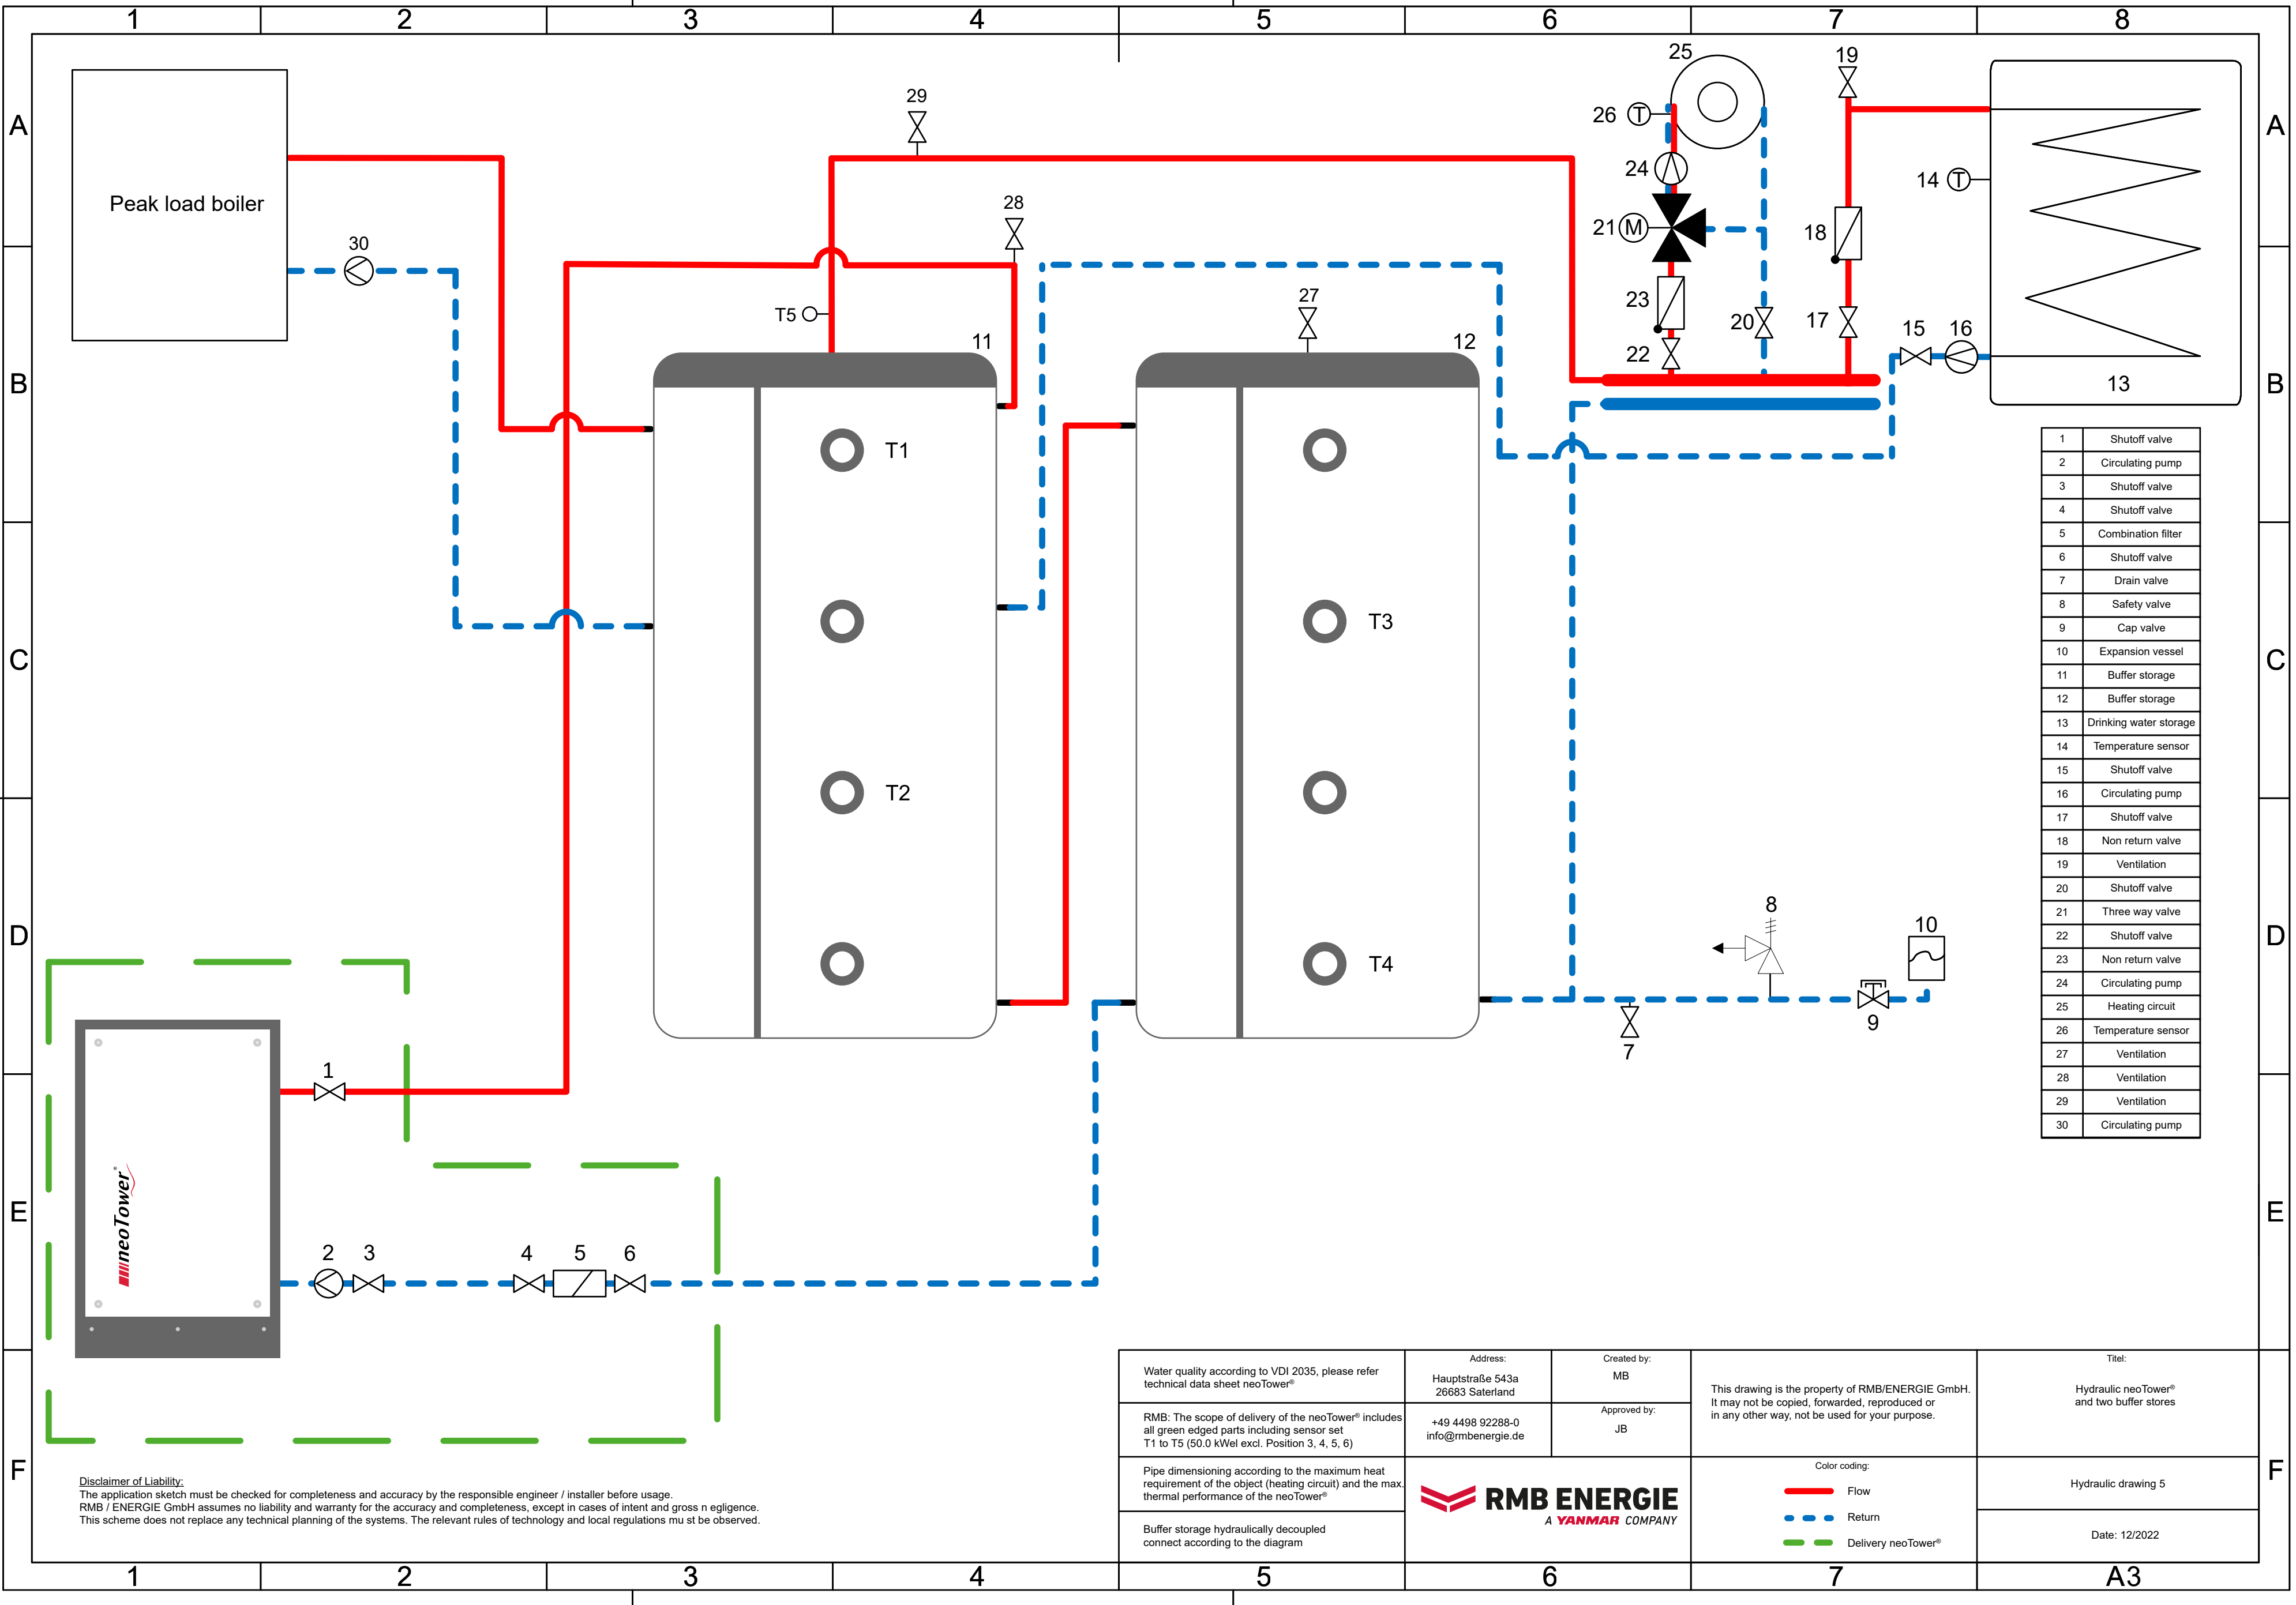 1 2 3 4 5 6 7 8
A A
B B
C C
D D
E E
F F
Peak load boiler
30
29
28
T5
11
27
12
25
26 T
24
21 M
23
22
20
19
18
17
14 T
15 16
13
T1
T2
T3
T4
8
10
7
9
1
2 3 4 5 6
neoTower®
1 Shutoff valve
2 Circulating pump
3 Shutoff valve
4 Shutoff valve
5 Combination filter
6 Shutoff valve
7 Drain valve
8 Safety valve
9 Cap valve
10 Expansion vessel
11 Buffer storage
12 Buffer storage
13 Drinking water storage
14 Temperature sensor
15 Shutoff valve
16 Circulating pump
17 Shutoff valve
18 Non return valve
19 Ventilation
20 Shutoff valve
21 Three way valve
22 Shutoff valve
23 Non return valve
24 Circulating pump
25 Heating circuit
26 Temperature sensor
27 Ventilation
28 Ventilation
29 Ventilation
30 Circulating pump
Disclaimer of Liability:
The application sketch must be checked for completeness and accuracy by the responsible engineer / installer before usage.
RMB / ENERGIE GmbH assumes no liability and warranty for the accuracy and completeness, except in cases of intent and gross n egligence.
This scheme does not replace any technical planning of the systems. The relevant rules of technology and local regulations mu st be observed.
Water quality according to VDI 2035, please refer
technical data sheet neoTower®
RMB: The scope of delivery of the neoTower® includes
all green edged parts including sensor set
T1 to T5 (50.0 kWel excl. Position 3, 4, 5, 6)
Pipe dimensioning according to the maximum heat
requirement of the object (heating circuit) and the max.
thermal performance of the neoTower®
Buffer storage hydraulically decoupled
connect according to the diagram
Address:
Hauptstraße 543a
26683 Saterland
+49 4498 92288-0
info@rmbenergie.de
Created by:
MB
Approved by:
JB
RMB ENERGIE
A YANMAR COMPANY
This drawing is the property of RMB/ENERGIE GmbH.
It may not be copied, forwarded, reproduced or
in any other way, not be used for your purpose.
Color coding:
Flow
Return
Delivery neoTower®
Titel:
Hydraulic neoTower®
and two buffer stores
Hydraulic drawing 5
Date: 12/2022
1 2 3 4 5 6 7 A3